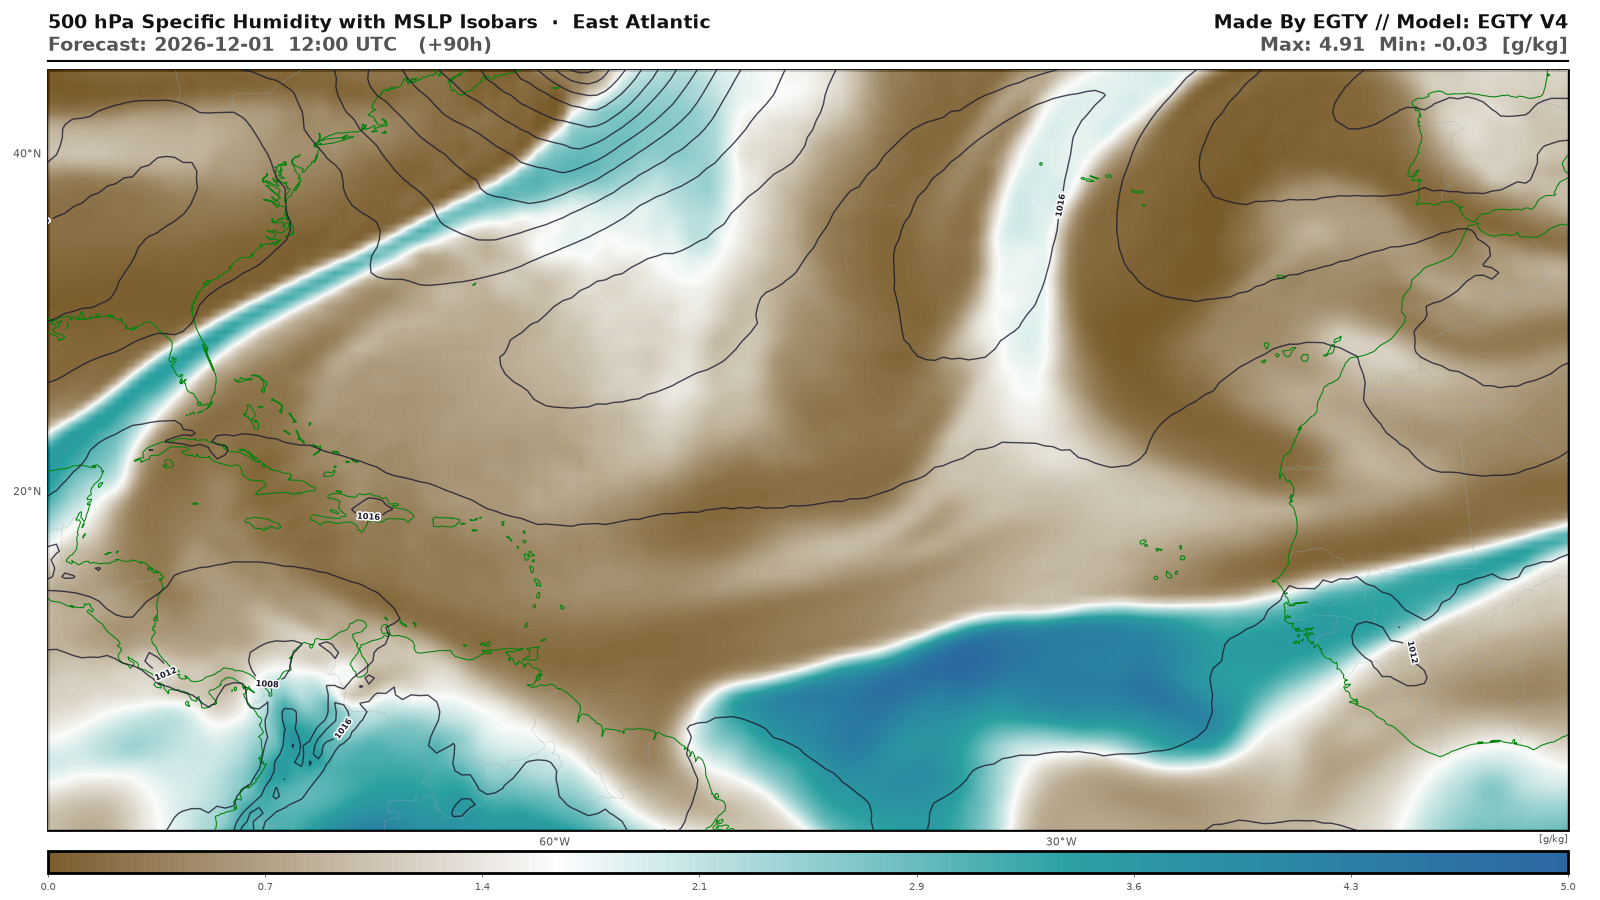 500 hPa Specific Humidity with MSLP Isobars · East Atlantic
Made By EGTY // Model: EGTY V4
Forecast: 2026-12-01 12:00 UTC (+90h)
Max: 4.91 Min: -0.03 [g/kg]
40°N
1016
20°N
1016
1012
1012
1008
1016
60°W
30°W
[g/kg]
0.0 0.7 1.4 2.1 2.9 3.6 4.3 5.0